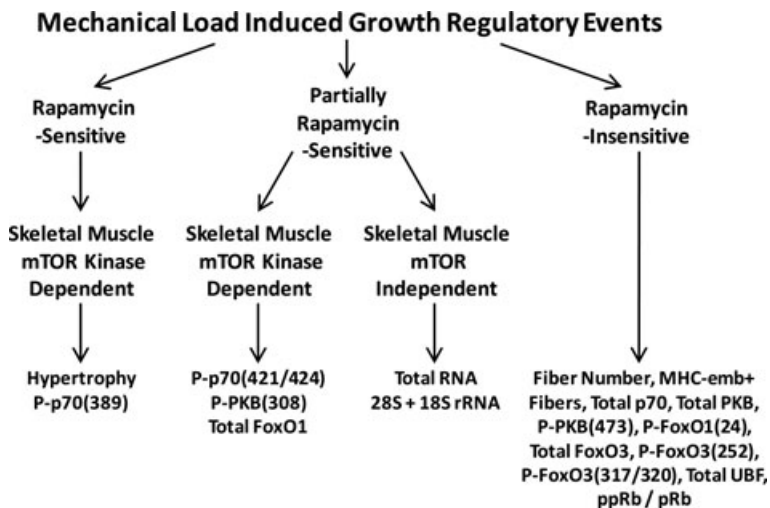 Mechanical Load Induced Growth Regulatory Events
Rapamycin
-Sensitive
Partially
Rapamycin
-Sensitive
Rapamycin
-Insensitive
Skeletal Muscle
mTOR Kinase
Dependent
Skeletal Muscle
mTOR Kinase
Dependent
Skeletal Muscle
mTOR
Independent
Hypertrophy
P-p70(389)
P-p70(421/424)
P-PKB(308)
Total FoxO1
Total RNA
28S + 18S rRNA
Fiber Number, MHC-emb+
Fibers, Total p70, Total PKB,
P-PKB(473), P-FoxO1(24),
Total FoxO3, P-FoxO3(252),
P-FoxO3(317/320), Total UBF,
ppRb / pRb